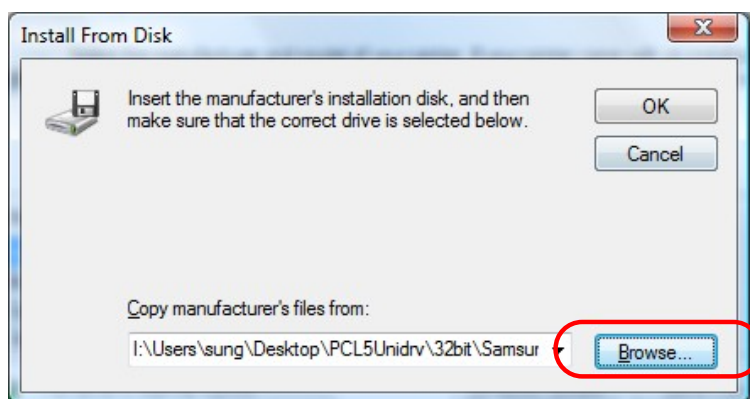 Install From Disk
Insert the manufacturer's installation disk, and then
make sure that the correct drive is selected below.
OK
Cancel
Copy manufacturer's files from:
I:\Users\sung\Desktop\PCL5Unidrv\32bit\Samsur
Browse...